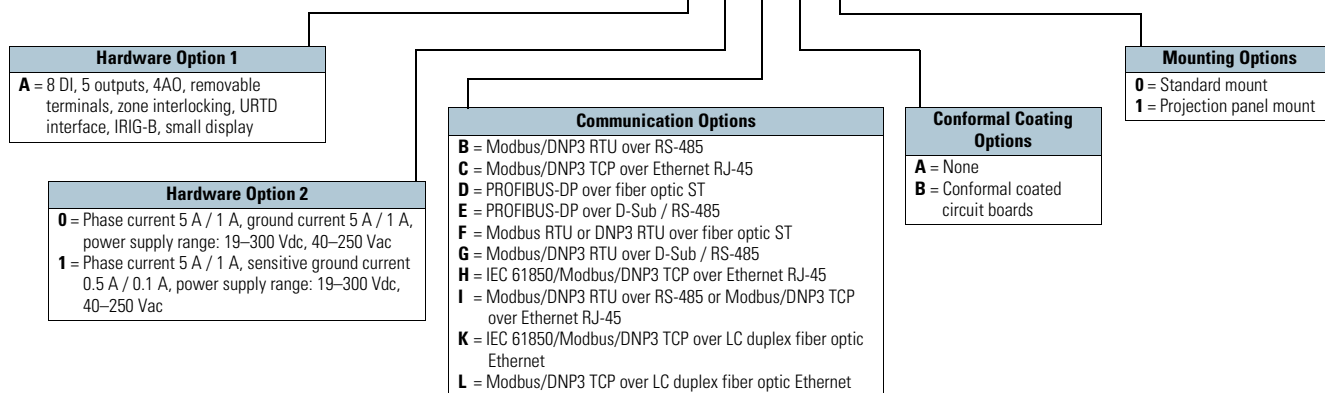 Hardware Option 1
A = 8 DI, 5 outputs, 4AO, removable
terminals, zone interlocking, URTD
interface, IRIG-B, small display
Hardware Option 2
0 = Phase current 5 A / 1 A, ground current 5 A / 1 A,
power supply range: 19–300 Vdc, 40–250 Vac
1 = Phase current 5 A / 1 A, sensitive ground current
0.5 A / 0.1 A, power supply range: 19–300 Vdc,
40–250 Vac
Communication Options
B = Modbus/DNP3 RTU over RS-485
C = Modbus/DNP3 TCP over Ethernet RJ-45
D = PROFIBUS-DP over fiber optic ST
E = PROFIBUS-DP over D-Sub / RS-485
F = Modbus RTU or DNP3 RTU over fiber optic ST
G = Modbus/DNP3 RTU over D-Sub / RS-485
H = IEC 61850/Modbus/DNP3 TCP over Ethernet RJ-45
I = Modbus/DNP3 RTU over RS-485 or Modbus/DNP3 TCP
over Ethernet RJ-45
K = IEC 61850/Modbus/DNP3 TCP over LC duplex fiber optic
Ethernet
L = Modbus/DNP3 TCP over LC duplex fiber optic Ethernet
Conformal Coating
Options
A = None
B = Conformal coated
circuit boards
Mounting Options
0 = Standard mount
1 = Projection panel mount